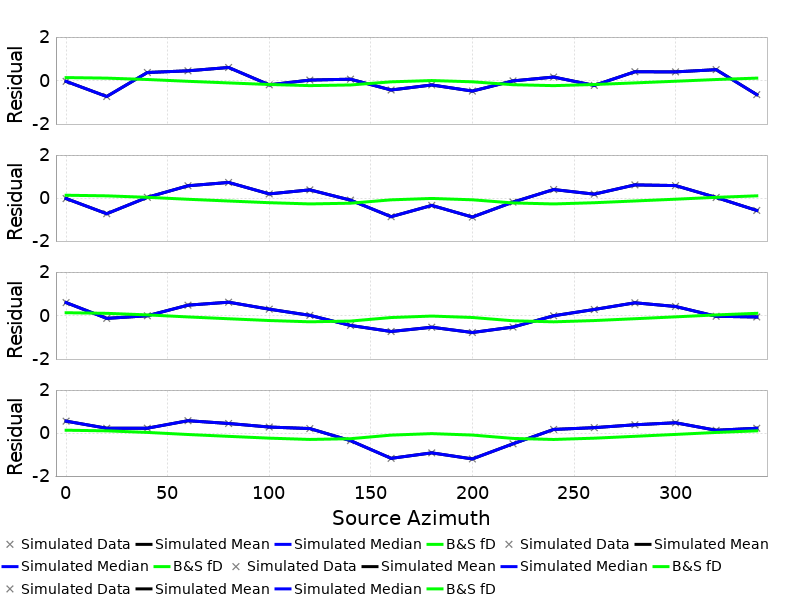 2
Residual
0
-2
2
Residual
0
-2
2
Residual
0
-2
2
Residual
0
-2
0 50 100 150 200 250 300
Source Azimuth
× Simulated Data Simulated Mean Simulated Median B&S fD × Simulated Data Simulated Mean
Simulated Median B&S fD × Simulated Data Simulated Mean Simulated Median B&S fD
× Simulated Data Simulated Mean Simulated Median B&S fD